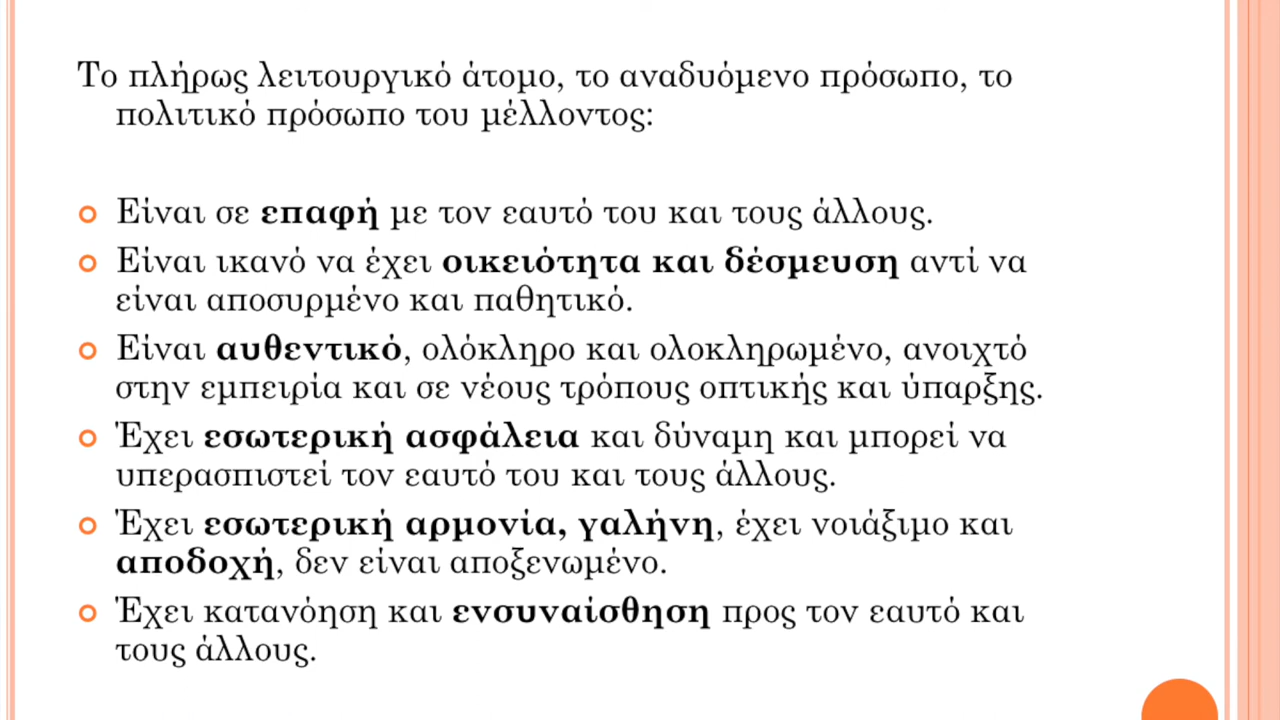 Το πλήρως λειτουργικό άτομο, το αναδυόμενο πρόσωπο, το
πολιτικό πρόσωπο του μέλλοντος:
Είναι σε επαφή με τον εαυτό του και τους άλλους.
Είναι ικανό να έχει οικειότητα και δέσμευση αντί να
είναι αποσυρμένο και παθητικό.
Είναι αυθεντικό, ολόκληρο και ολοκληρωμένο, ανοιχτό
στην εμπειρία και σε νέους τρόπους οπτικής και ύπαρξης.
Έχει εσωτερική ασφάλεια και δύναμη και μπορεί να
υπερασπιστεί τον εαυτό του και τους άλλους.
Έχει εσωτερική αρμονία, γαλήνη, έχει νοιάξιμο και
αποδοχή, δεν είναι αποξενωμένο.
Έχει κατανόηση και ενσυναίσθηση προς τον εαυτό και
τους άλλους.